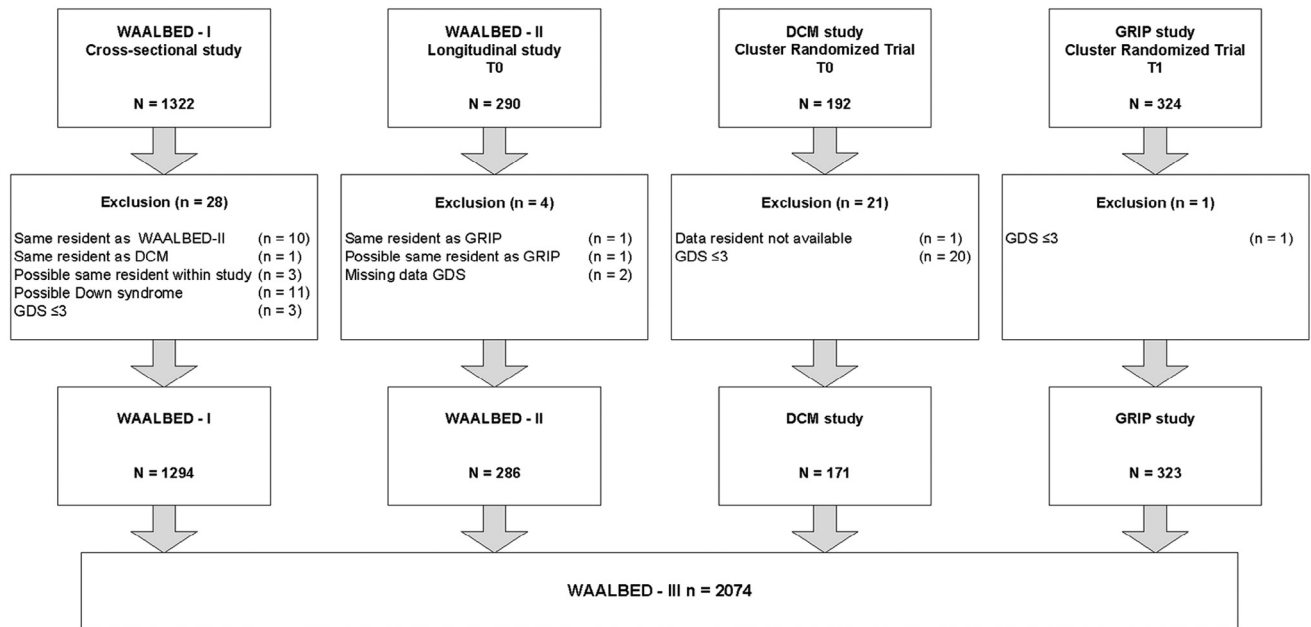 WAALBED - I
Cross-sectional study
N = 1322
WAALBED - II
Longitudinal study
T0
N = 290
DCM study
Cluster Randomized Trial
T0
N = 192
GRIP study
Cluster Randomized Trial
T1
N = 324
Exclusion (n = 28)
Same resident as WAALBED-II (n = 10)
Same resident as DCM (n = 1)
Possible same resident within study (n = 3)
Possible Down syndrome (n = 11)
GDS ≤3 (n = 3)
Exclusion (n = 4)
Same resident as GRIP (n = 1)
Possible same resident as GRIP (n = 1)
Missing data GDS (n = 2)
Exclusion (n = 21)
Data resident not available (n = 1)
GDS ≤3 (n = 20)
Exclusion (n = 1)
GDS ≤3 (n = 1)
WAALBED - I
N = 1294
WAALBED - II
N = 286
DCM study
N = 171
GRIP study
N = 323
WAALBED - III n = 2074